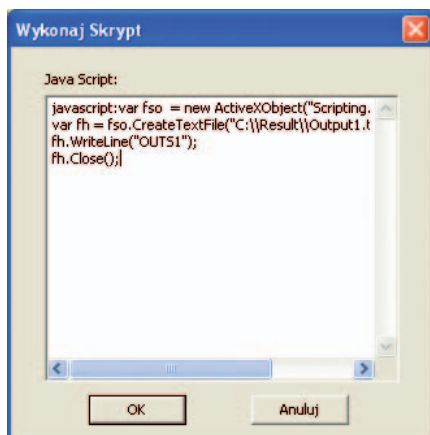 Wykonaj Skrypt
Java Script:
javascript:var fso = new ActiveXObject("Scripting.
var fh = fso.CreateTextFile("C:\\Result\\Output1.t
fh.WriteLine("OUTS1");
fh.Close();
OK
Anuluj